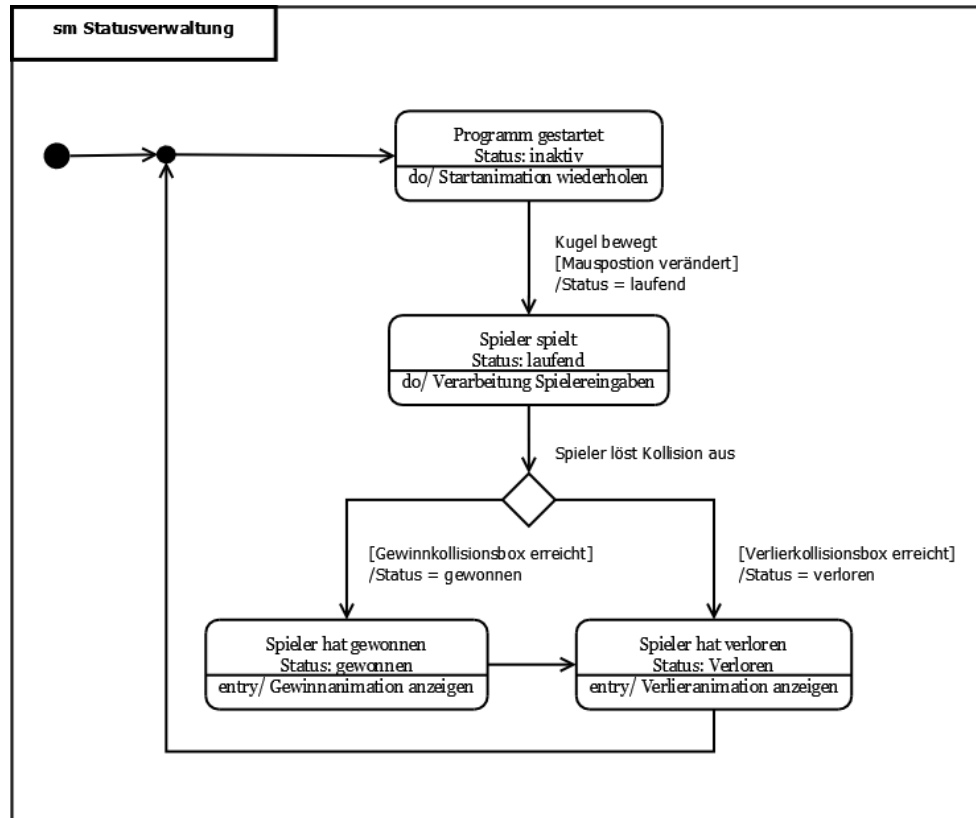 sm Statusverwaltung
Programm gestartet
Status: inaktiv
do/ Startanimation wiederholen
Kugel bewegt
[Mauspostion verändert]
/Status = laufend
Spieler spielt
Status: laufend
do/ Verarbeitung Spielereingaben
Spieler löst Kollision aus
[Gewinnkollisionsbox erreicht]
/Status = gewonnen
[Verlierkollisionsbox erreicht]
/Status = verloren
Spieler hat gewonnen
Status: gewonnen
entry/ Gewinnanimation anzeigen
Spieler hat verloren
Status: Verloren
entry/ Verlieranimation anzeigen